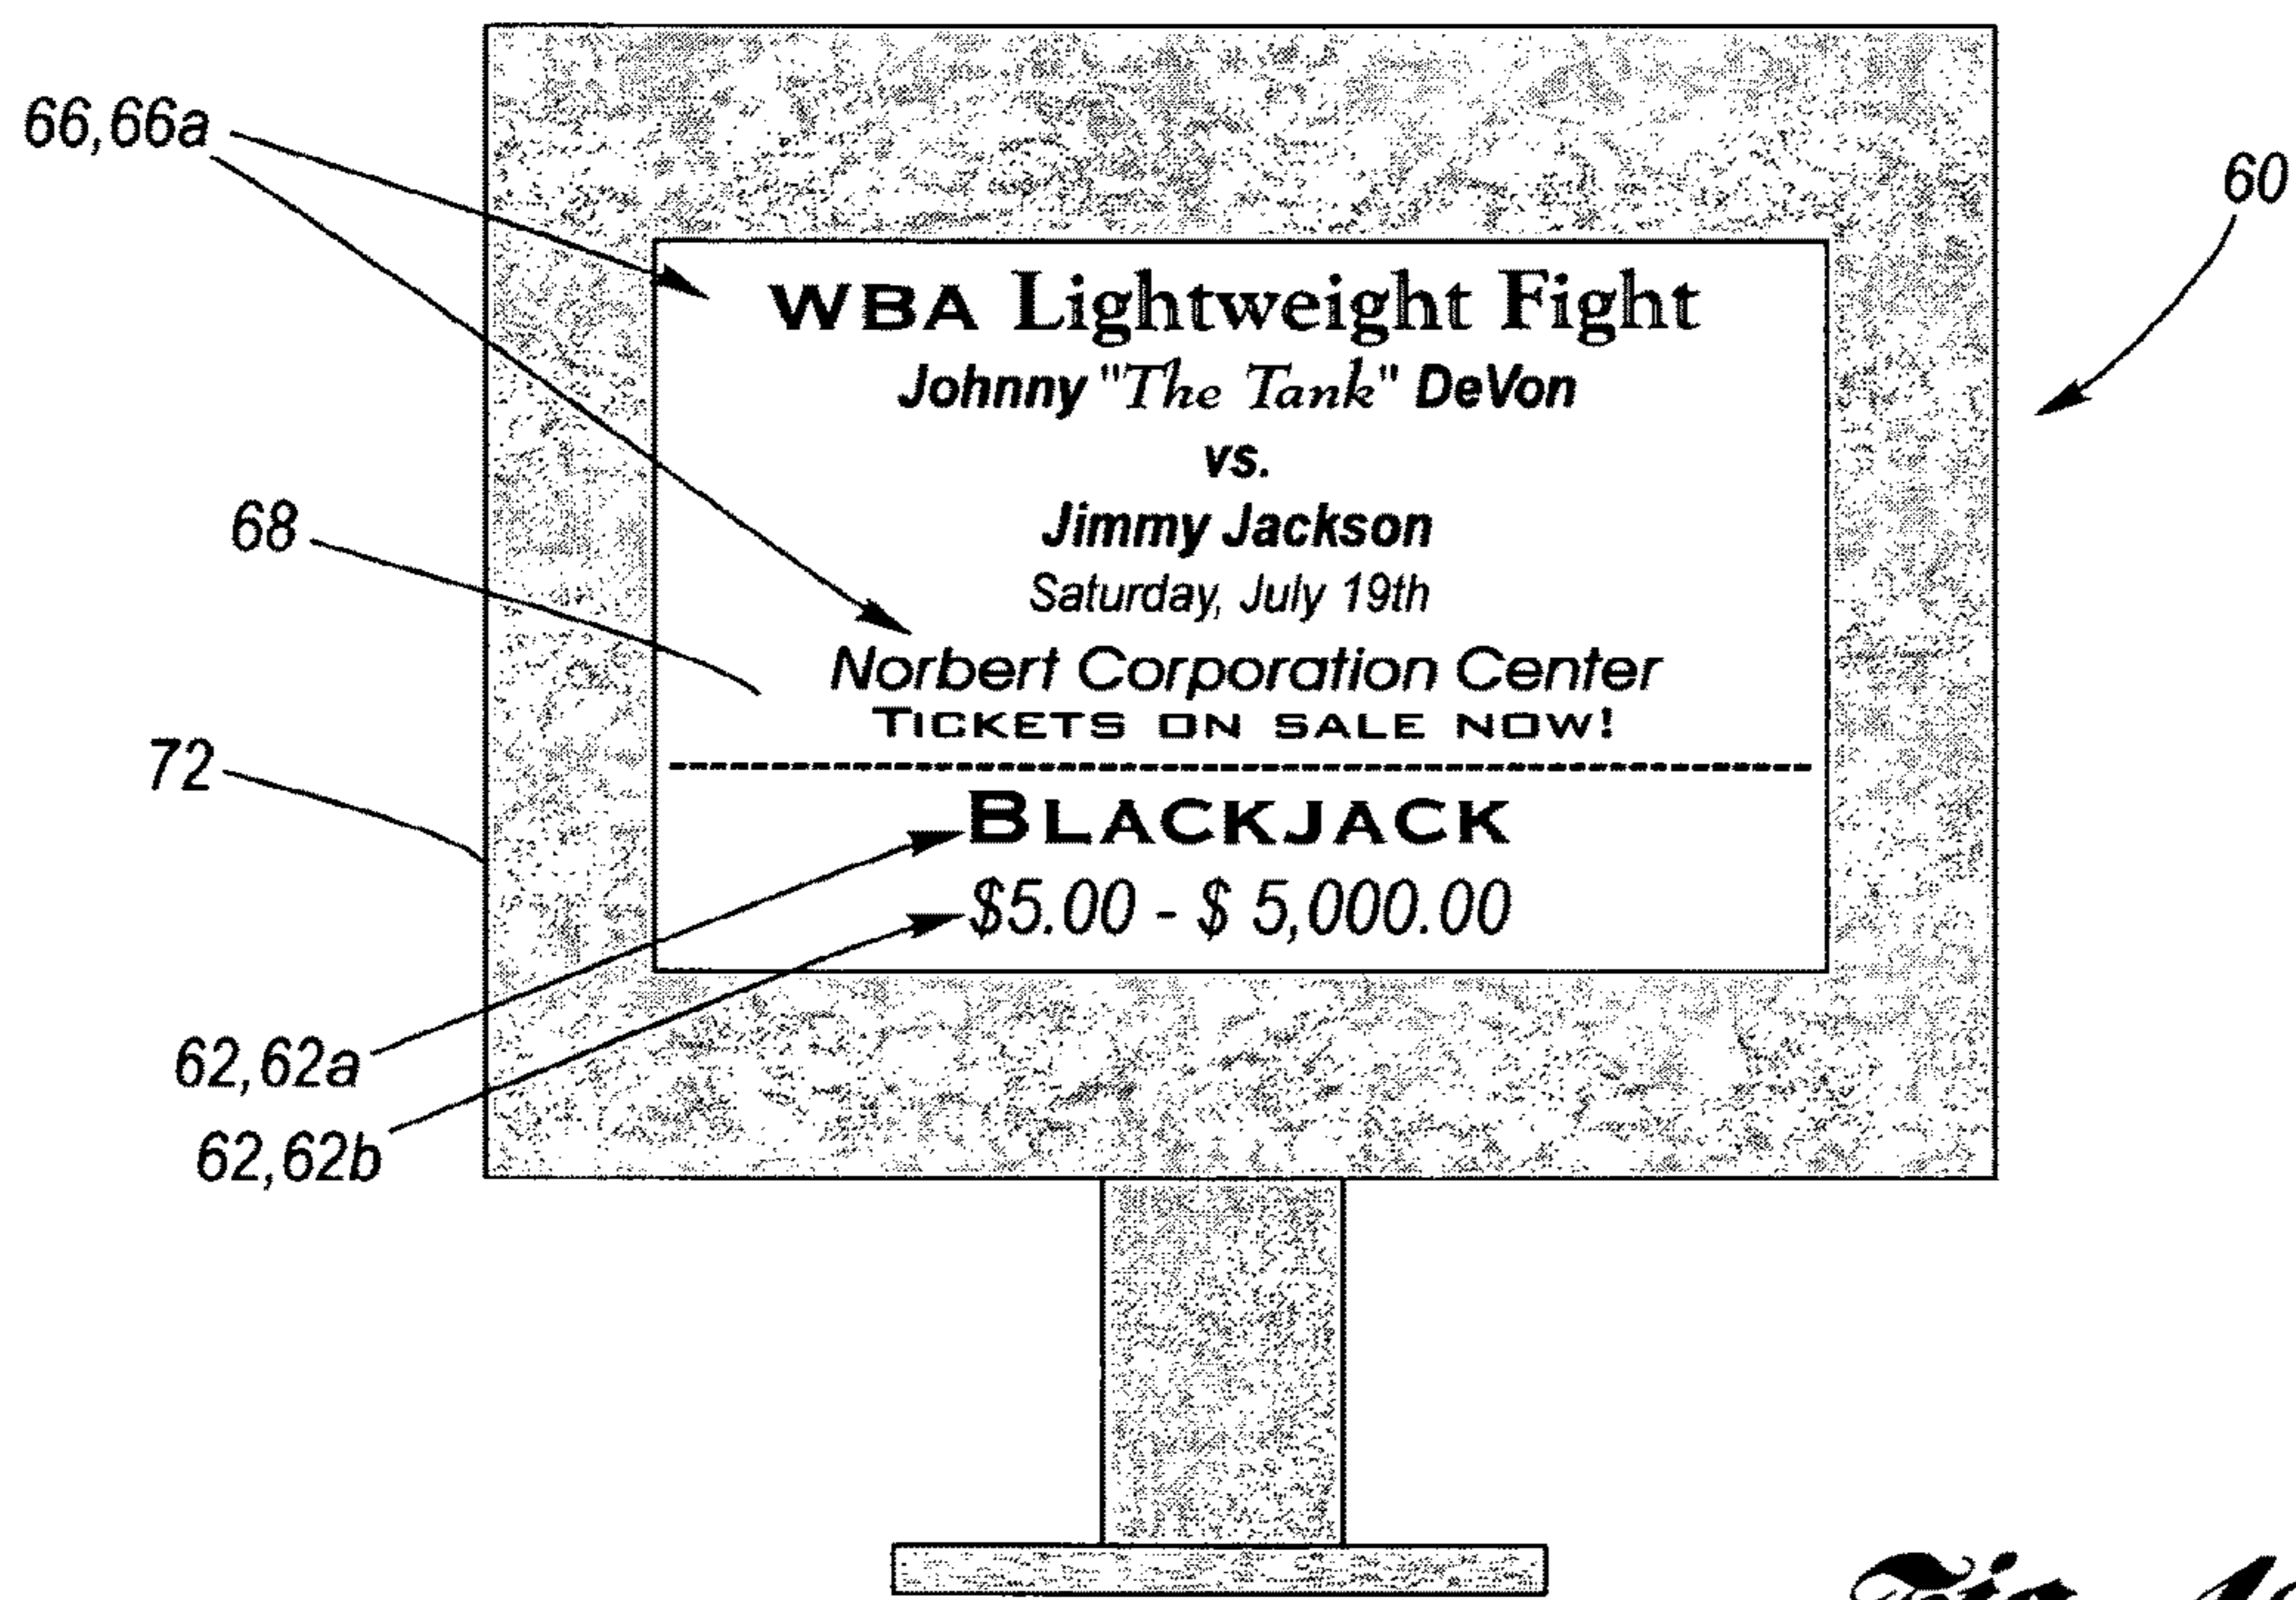 66,66a
60
WBA Lightweight Fight
Johnny "The Tank" DeVon
vs.
Jimmy Jackson
68
Saturday, July 19th
Norbert Corporation Center
TICKETS ON SALE NOW!
72
BLACKJACK
$5.00 - $ 5,000.00
62,62a
62,62b